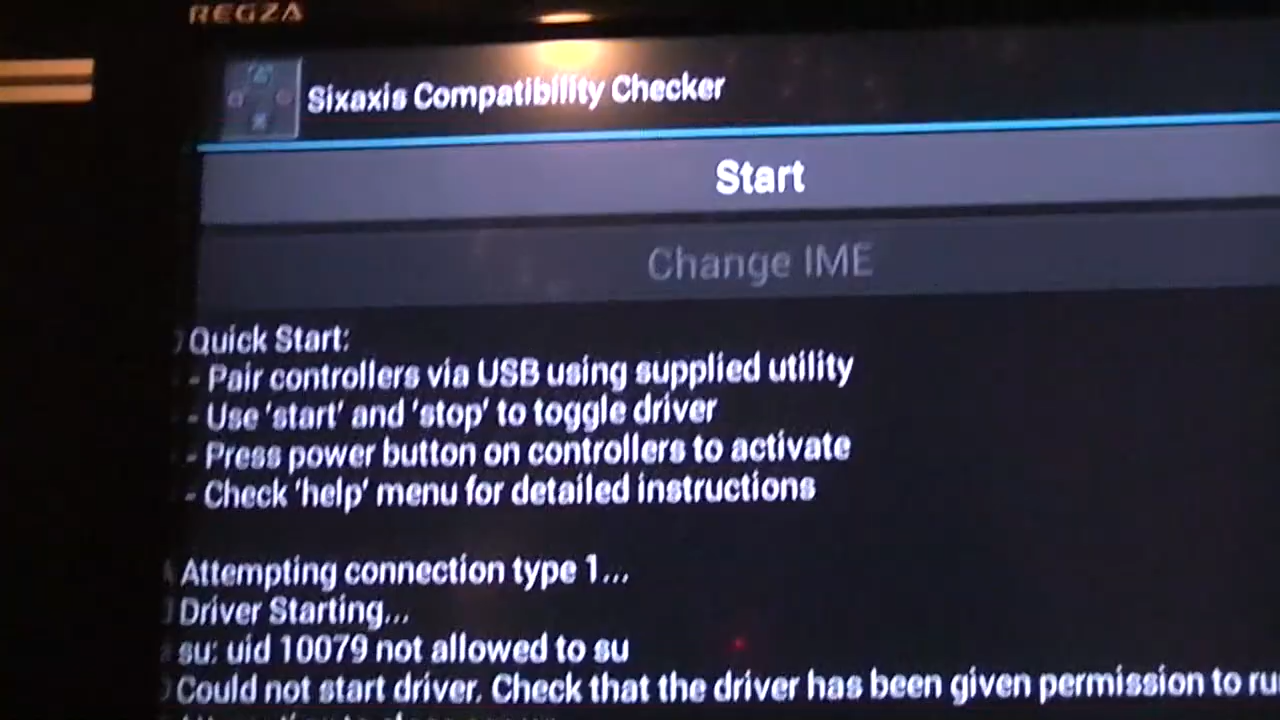 REGZA
Sixaxis Compatibility Checker
Start
Change IME
Quick Start:
- Pair controllers via USB using supplied utility
- Use 'start' and 'stop' to toggle driver
- Press power button on controllers to activate
- Check 'help' menu for detailed instructions
Attempting connection type 1...
Driver Starting...
su: uid 10079 not allowed to su
Could not start driver. Check that the driver has been given permission to